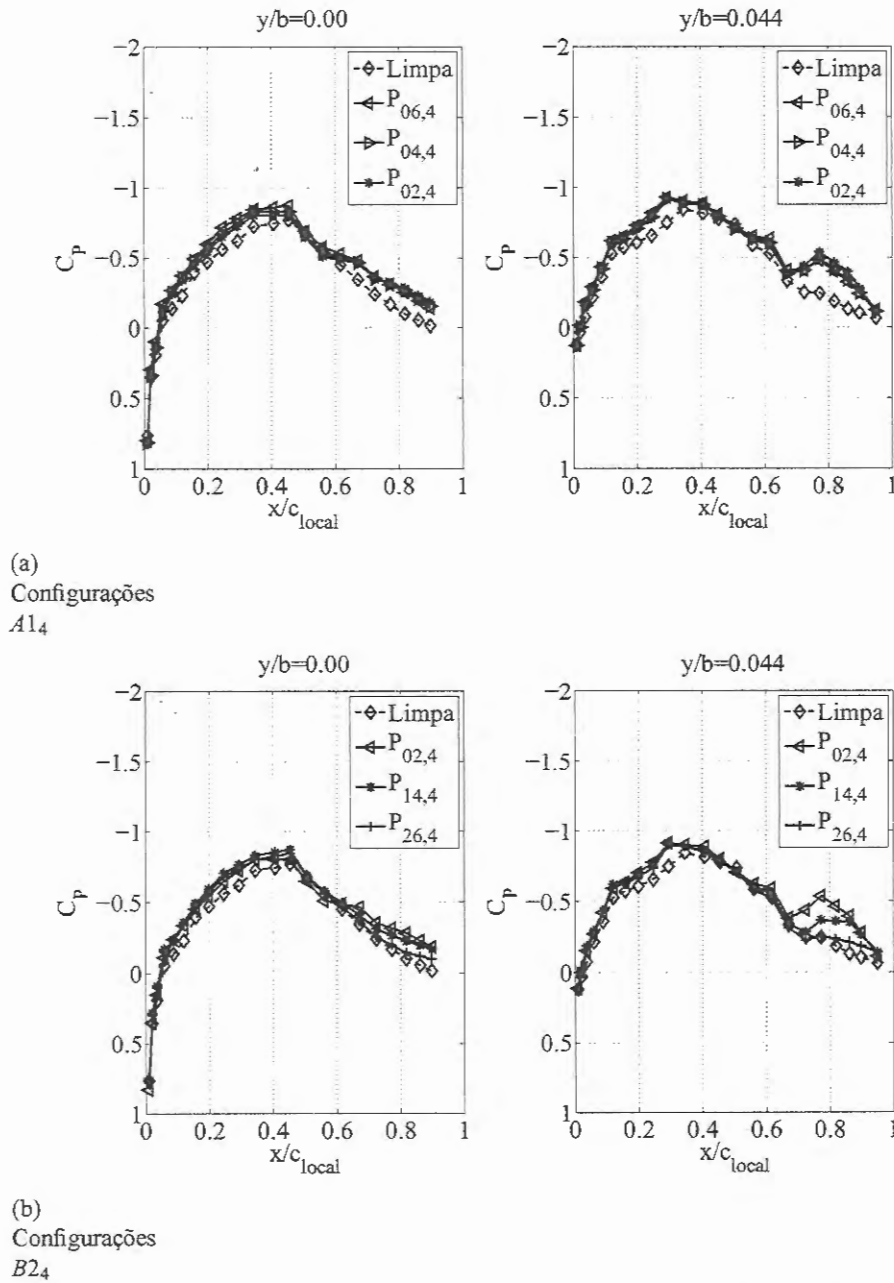 y/b=0.00
−2
−1.5
−1
−0.5
0
0.5
1
C_P
0 0.2 0.4 0.6 0.8 1
x/c_local
Limpa
P_06,4
P_04,4
P_02,4
y/b=0.044
−2
−1.5
−1
−0.5
0
0.5
1
C_P
0 0.2 0.4 0.6 0.8 1
x/c_local
Limpa
P_06,4
P_04,4
P_02,4
(a)
Configurações
A1_4
y/b=0.00
−2
−1.5
−1
−0.5
0
0.5
1
C_P
0 0.2 0.4 0.6 0.8 1
x/c_local
Limpa
P_02,4
P_14,4
P_26,4
y/b=0.044
−2
−1.5
−1
−0.5
0
0.5
1
C_P
0 0.2 0.4 0.6 0.8 1
x/c_local
Limpa
P_02,4
P_14,4
P_26,4
(b)
Configurações
B2_4